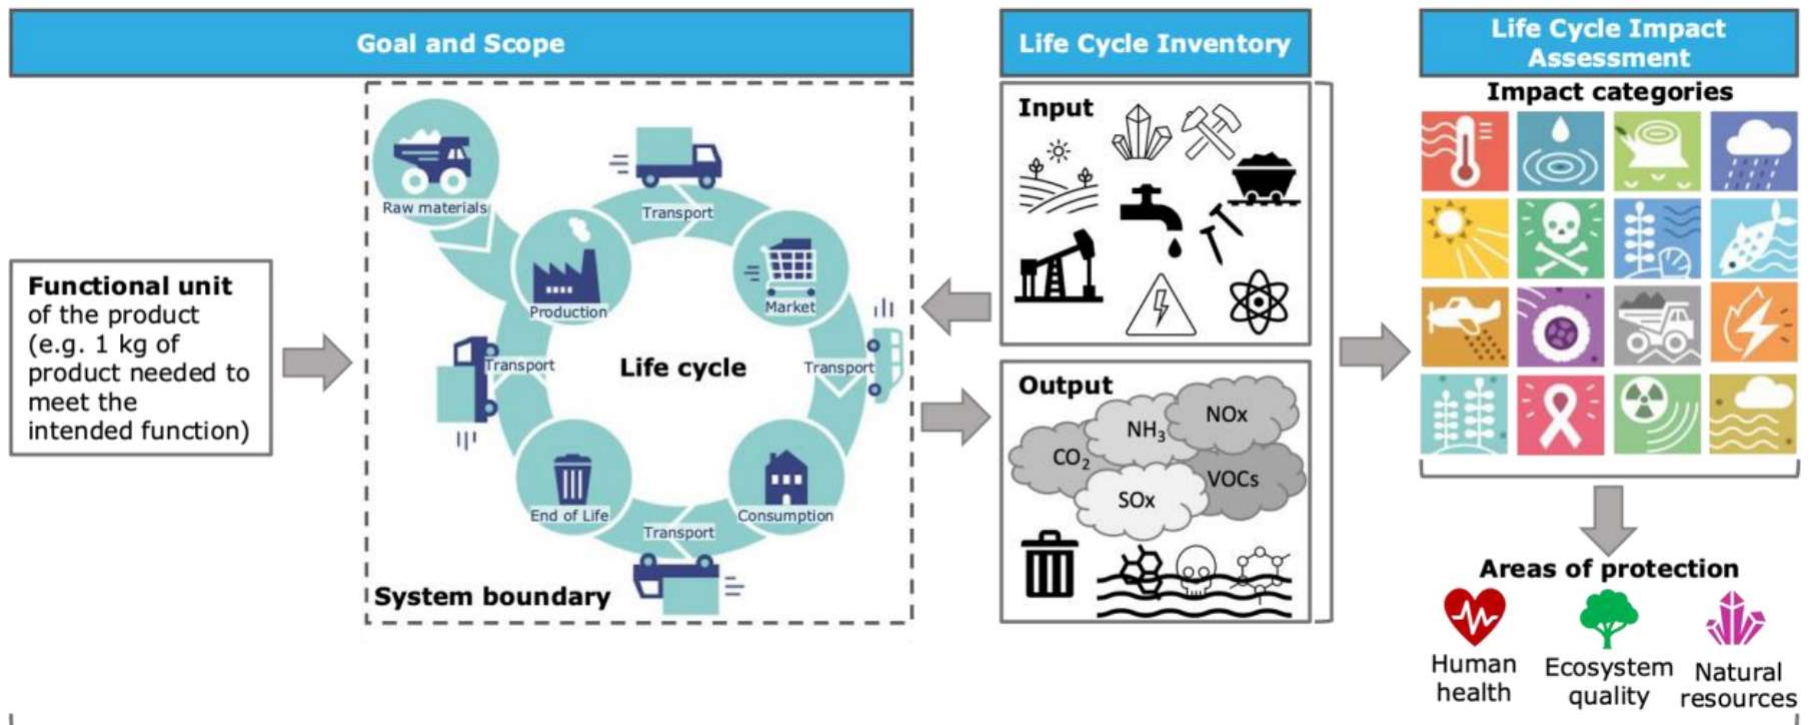 Goal and Scope
Functional unit
of the product
(e.g. 1 kg of
product needed to
meet the
intended function)
Raw materials
Transport
Production
Market
Transport
Life cycle
Transport
End of Life
Consumption
Transport
System boundary
Life Cycle Inventory
Input
Output
NOx
NH₃
CO₂
VOCs
SOx
Life Cycle Impact
Assessment
Impact categories
Areas of protection
Human
health
Ecosystem
quality
Natural
resources